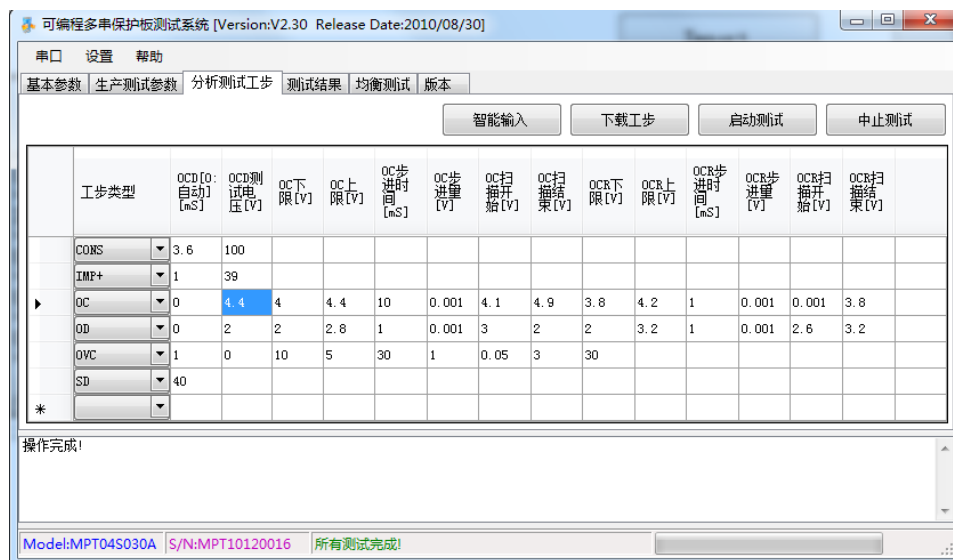 可编程多串保护板测试系统 [Version:V2.30 Release Date:2010/08/30]
串口 设置 帮助
基本参数 生产测试参数 分析测试工步 测试结果 均衡测试 版本
智能输入 下载工步 启动测试 中止测试
工步类型 OCD[0:自动][mS] OCD测试电压[V] OC下限[V] OC上限[V] OC步进时间[mS] OC步进量[V] OC扫描开始[V] OC扫描结束[V] OCR下限[V] OCR上限[V] OCR步进时间[mS] OCR步进量[V] OCR扫描开始[V] OCR扫描结束[V]
CONS 3.6 100
IMP+ 1 39
OC 0 4.4 4 4.4 10 0.001 4.1 4.9 3.8 4.2 1 0.001 0.001 3.8
OD 0 2 2 2.8 1 0.001 3 2 2 3.2 1 0.001 2.6 3.2
OVC 1 0 10 5 30 1 0.05 3 30
SD 40
操作完成!
Model:MPT04S030A S/N:MPT10120016 所有测试完成!